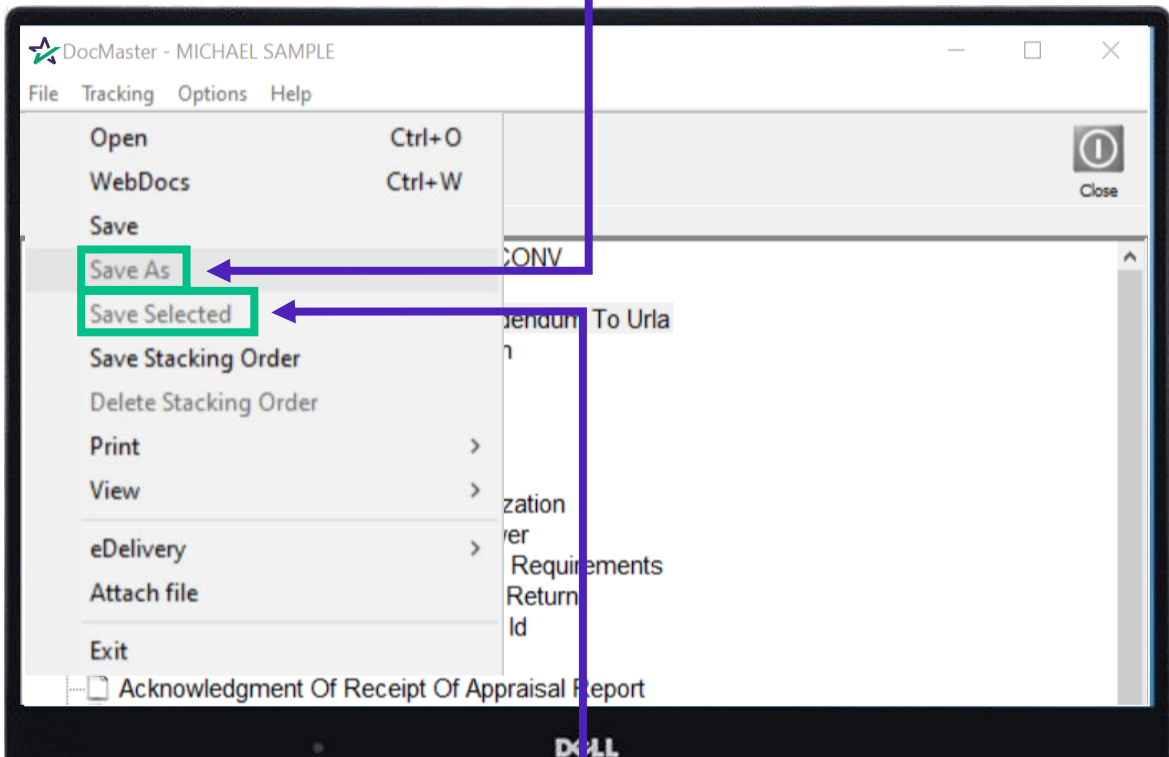 DocMaster - MICHAEL SAMPLE
File Tracking Options Help
Open Ctrl+O
WebDocs Ctrl+W
Close
Save
Save As
CONV
Save Selected
dendum To Urla
Save Stacking Order
Delete Stacking Order
Print >
View >
zation
ver
eDelivery >
Requirements
Attach file
Return
Id
Exit
Acknowledgment Of Receipt Of Appraisal Report
DELL